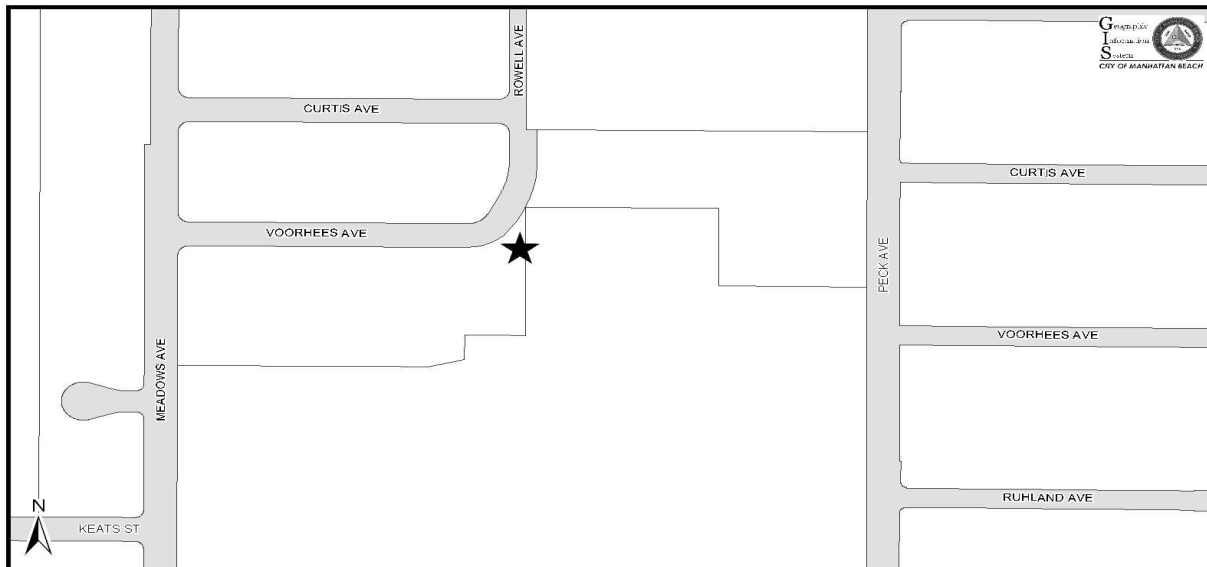 ROWELL AVE
Geographic
Information
System
CITY OF MANHATTAN BEACH
CURTIS AVE
CURTIS AVE
VOORHEES AVE
PECK AVE
VOORHEES AVE
MEADOWS AVE
RUHLAND AVE
N
KEATS ST